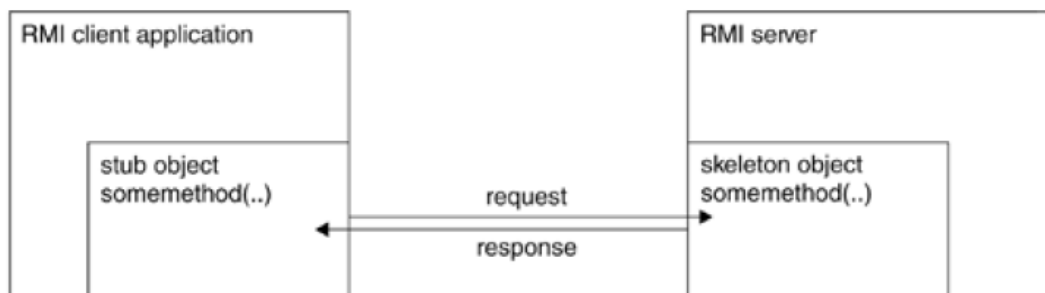 RMI client application
RMI server
stub object
somemethod(..)
skeleton object
somemethod(..)
request
response